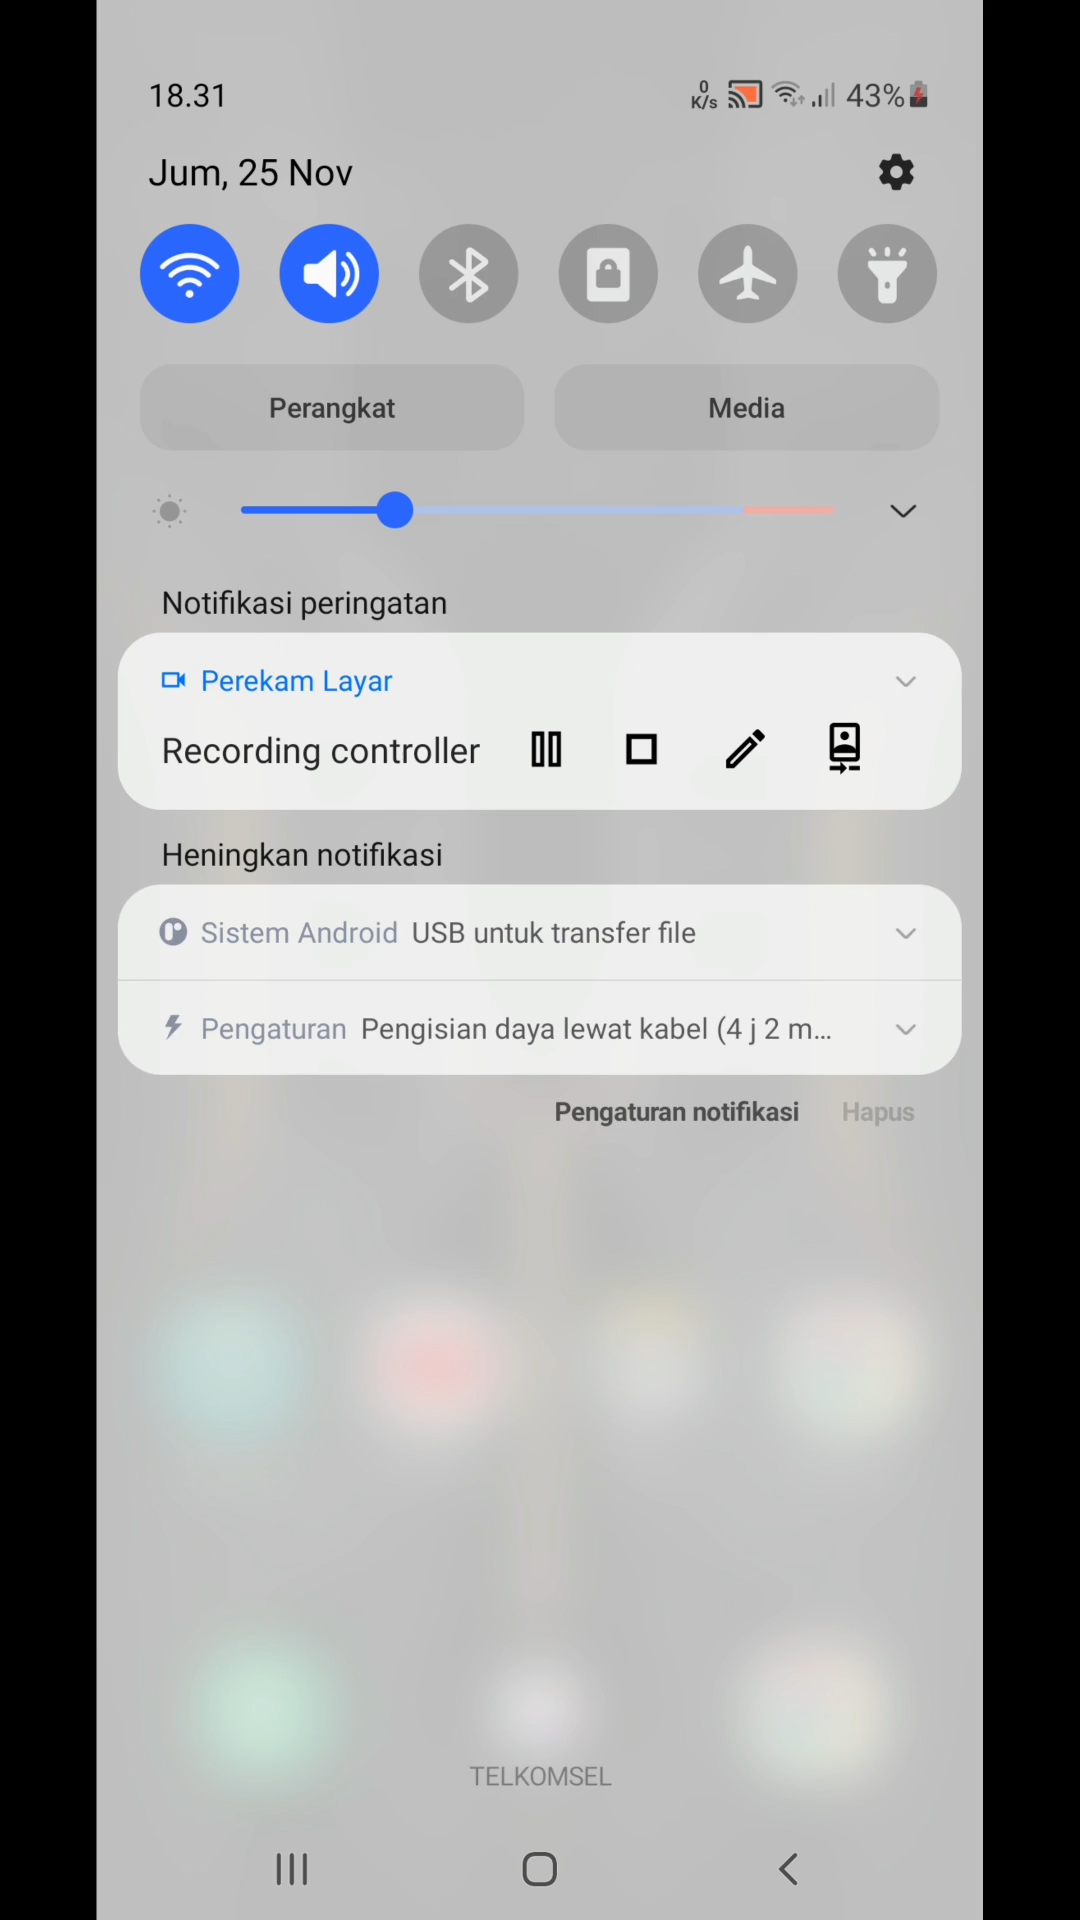 18.31
0 K/s 43%
Jum, 25 Nov
Perangkat Media
Notifikasi peringatan
Perekam Layar
Recording controller
Heningkan notifikasi
Sistem Android USB untuk transfer file
Pengaturan Pengisian daya lewat kabel (4 j 2 m...
Pengaturan notifikasi Hapus
TELKOMSEL